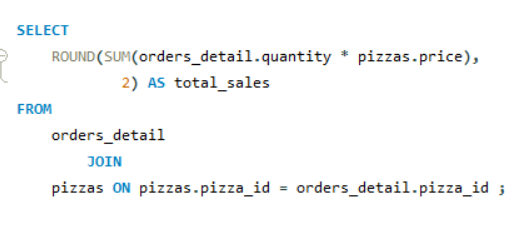 SELECT
ROUND(SUM(orders_detail.quantity * pizzas.price),
2) AS total_sales
FROM
orders_detail
JOIN
pizzas ON pizzas.pizza_id = orders_detail.pizza_id ;